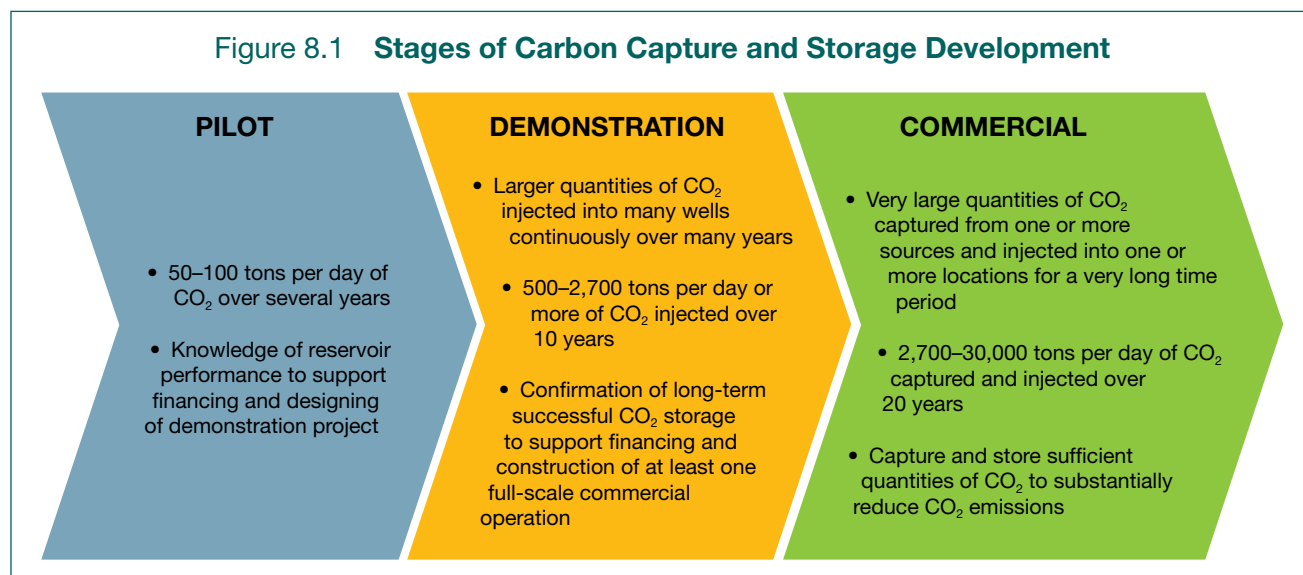 Figure 8.1 Stages of Carbon Capture and Storage Development
PILOT
• 50–100 tons per day of
CO₂ over several years
• Knowledge of reservoir
performance to support
financing and designing
of demonstration project
DEMONSTRATION
• Larger quantities of CO₂
injected into many wells
continuously over many years
• 500–2,700 tons per day or
more of CO₂ injected over
10 years
• Confirmation of long-term
successful CO₂ storage
to support financing and
construction of at least one
full-scale commercial
operation
COMMERCIAL
• Very large quantities of CO₂
captured from one or more
sources and injected into one or
more locations for a very long time
period
• 2,700–30,000 tons per day of CO₂
captured and injected over
20 years
• Capture and store sufficient
quantities of CO₂ to substantially
reduce CO₂ emissions